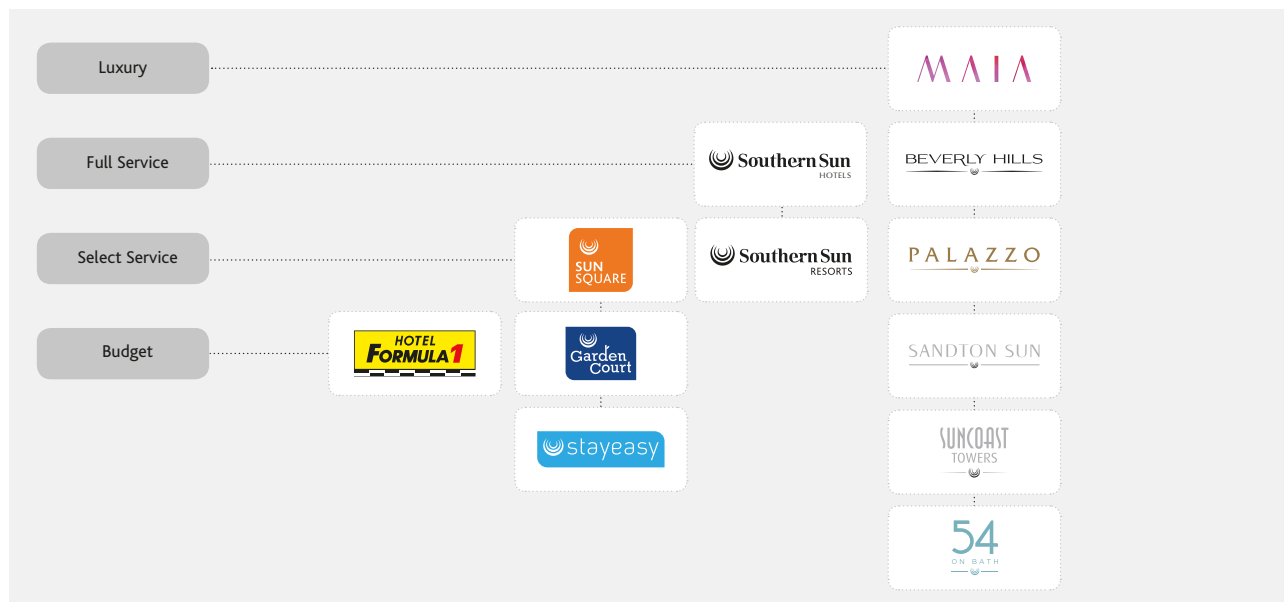 Luxury
MAIA
Full Service
Southern Sun
HOTELS
BEVERLY HILLS
Select Service
SUN
SQUARE
Southern Sun
RESORTS
PALAZZO
Budget
HOTEL
FORMULA1
Garden
Court
SANDTON SUN
stayeasy
SUNCOAST
TOWERS
54
ON BATH